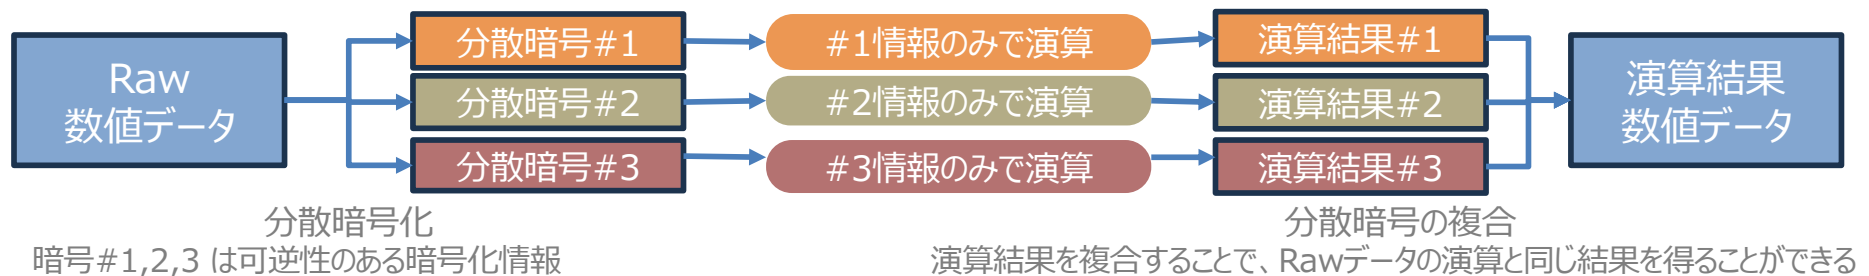 Raw
数値データ
分散暗号#1
#1情報のみで演算
演算結果#1
分散暗号#2
#2情報のみで演算
演算結果#2
分散暗号#3
#3情報のみで演算
演算結果#3
演算結果
数値データ
分散暗号化
暗号#1,2,3 は可逆性のある暗号化情報
分散暗号の複合
演算結果を複合することで、Rawデータの演算と同じ結果を得ることができる